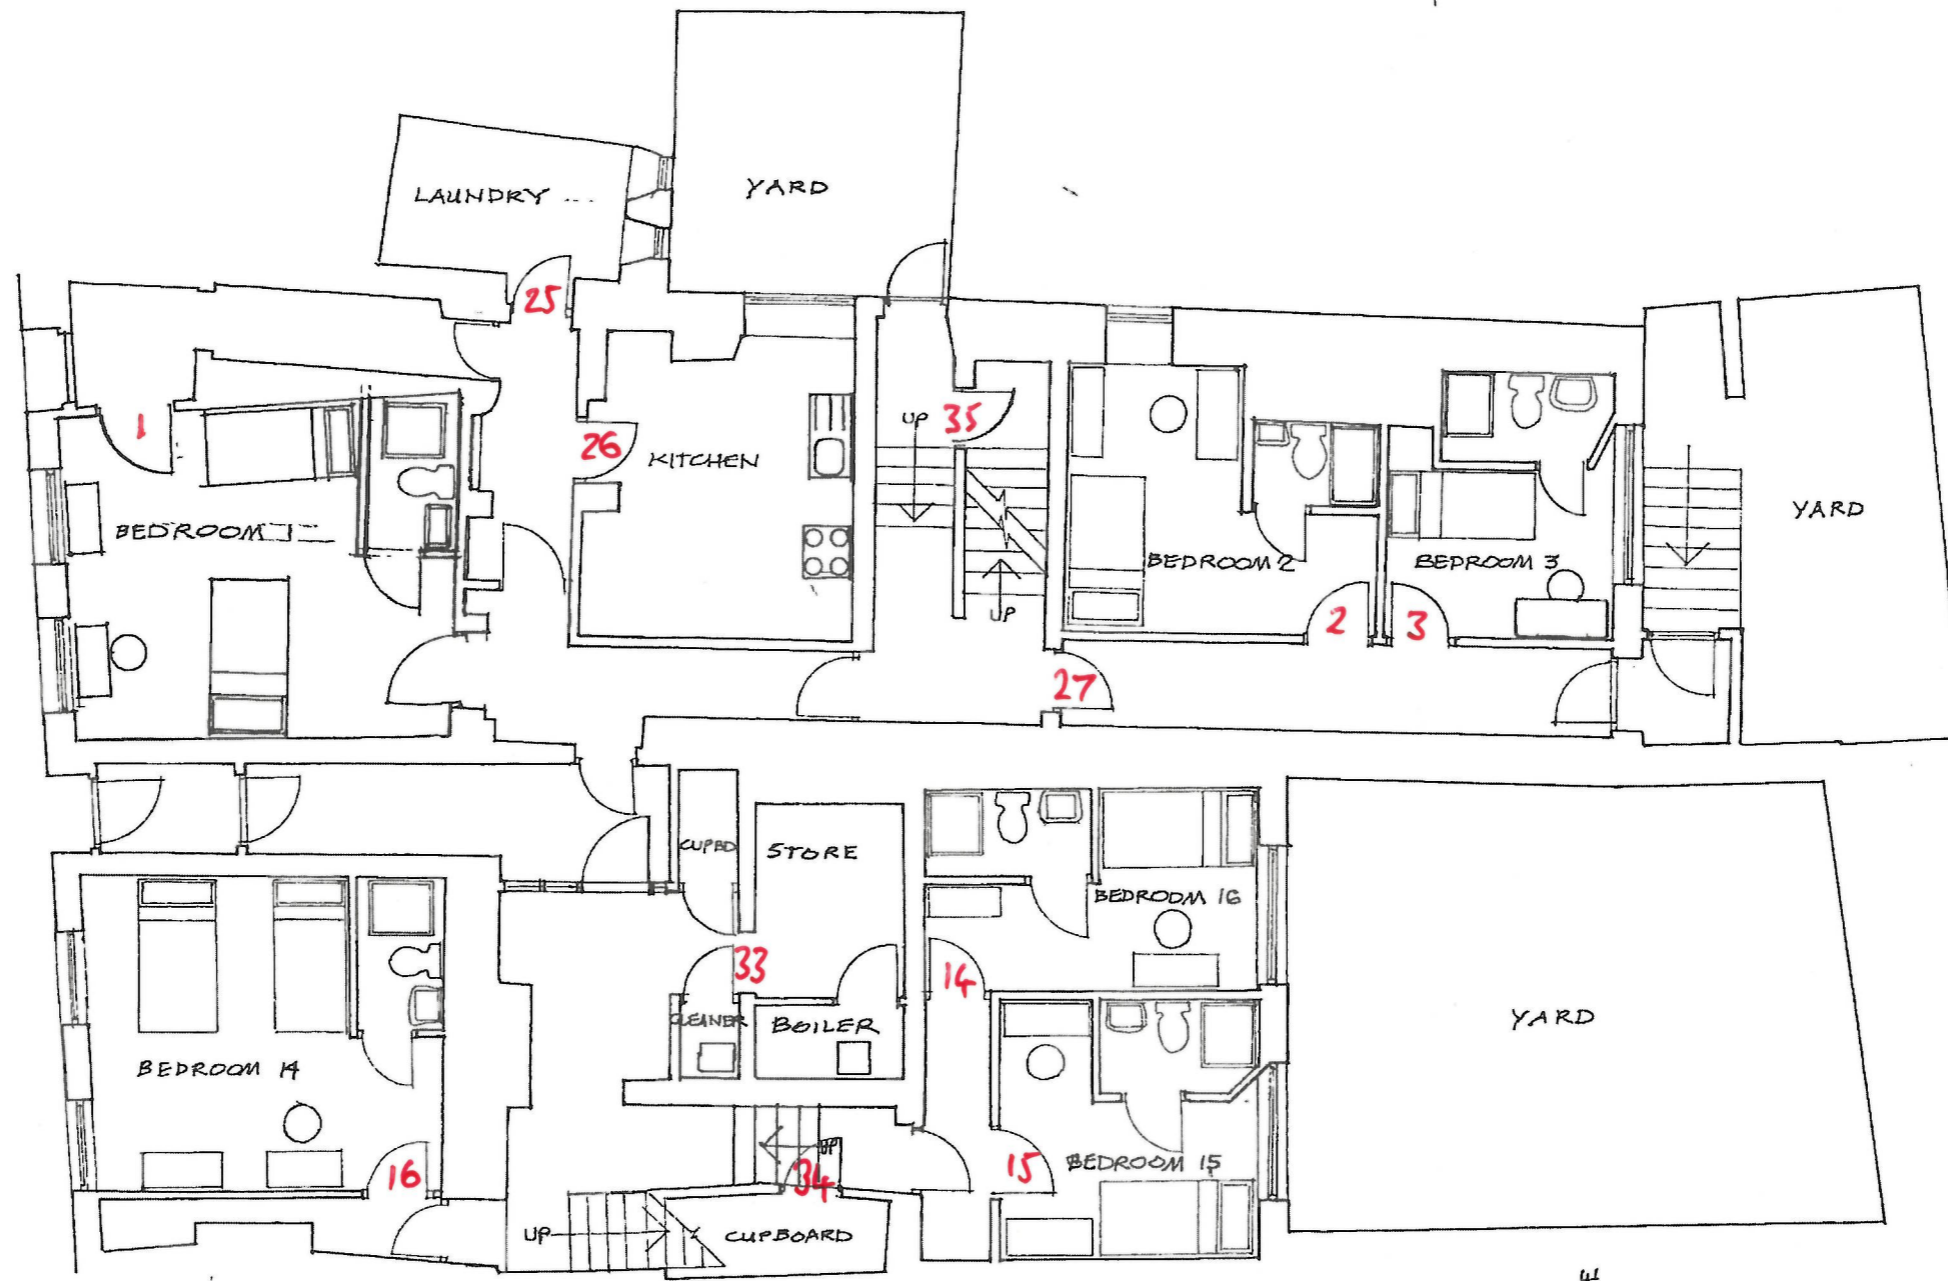 LAUNDRY
YARD
25
1
26
KITCHEN
UP
35
UP
BEDROOM 1
BEDROOM 2
BEDROOM 3
YARD
2
3
27
CUPBD
STORE
BEDROOM 16
33
14
CLEANER
BOILER
YARD
BEDROOM 14
16
UP
34
15
BEDROOM 15
UP
CUPBOARD